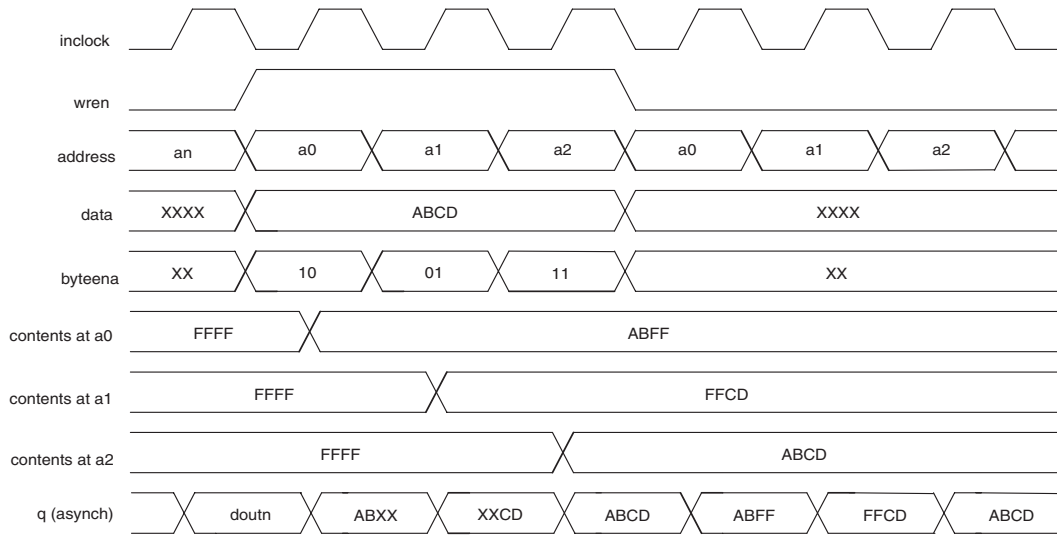 inclock
wren
address an a0 a1 a2 a0 a1 a2
data XXXX ABCD XXXX
byteena XX 10 01 11 XX
contents at a0 FFFF ABFF
contents at a1 FFFF FFCD
contents at a2 FFFF ABCD
q (asynch) doutn ABXX XXCD ABCD ABFF FFCD ABCD